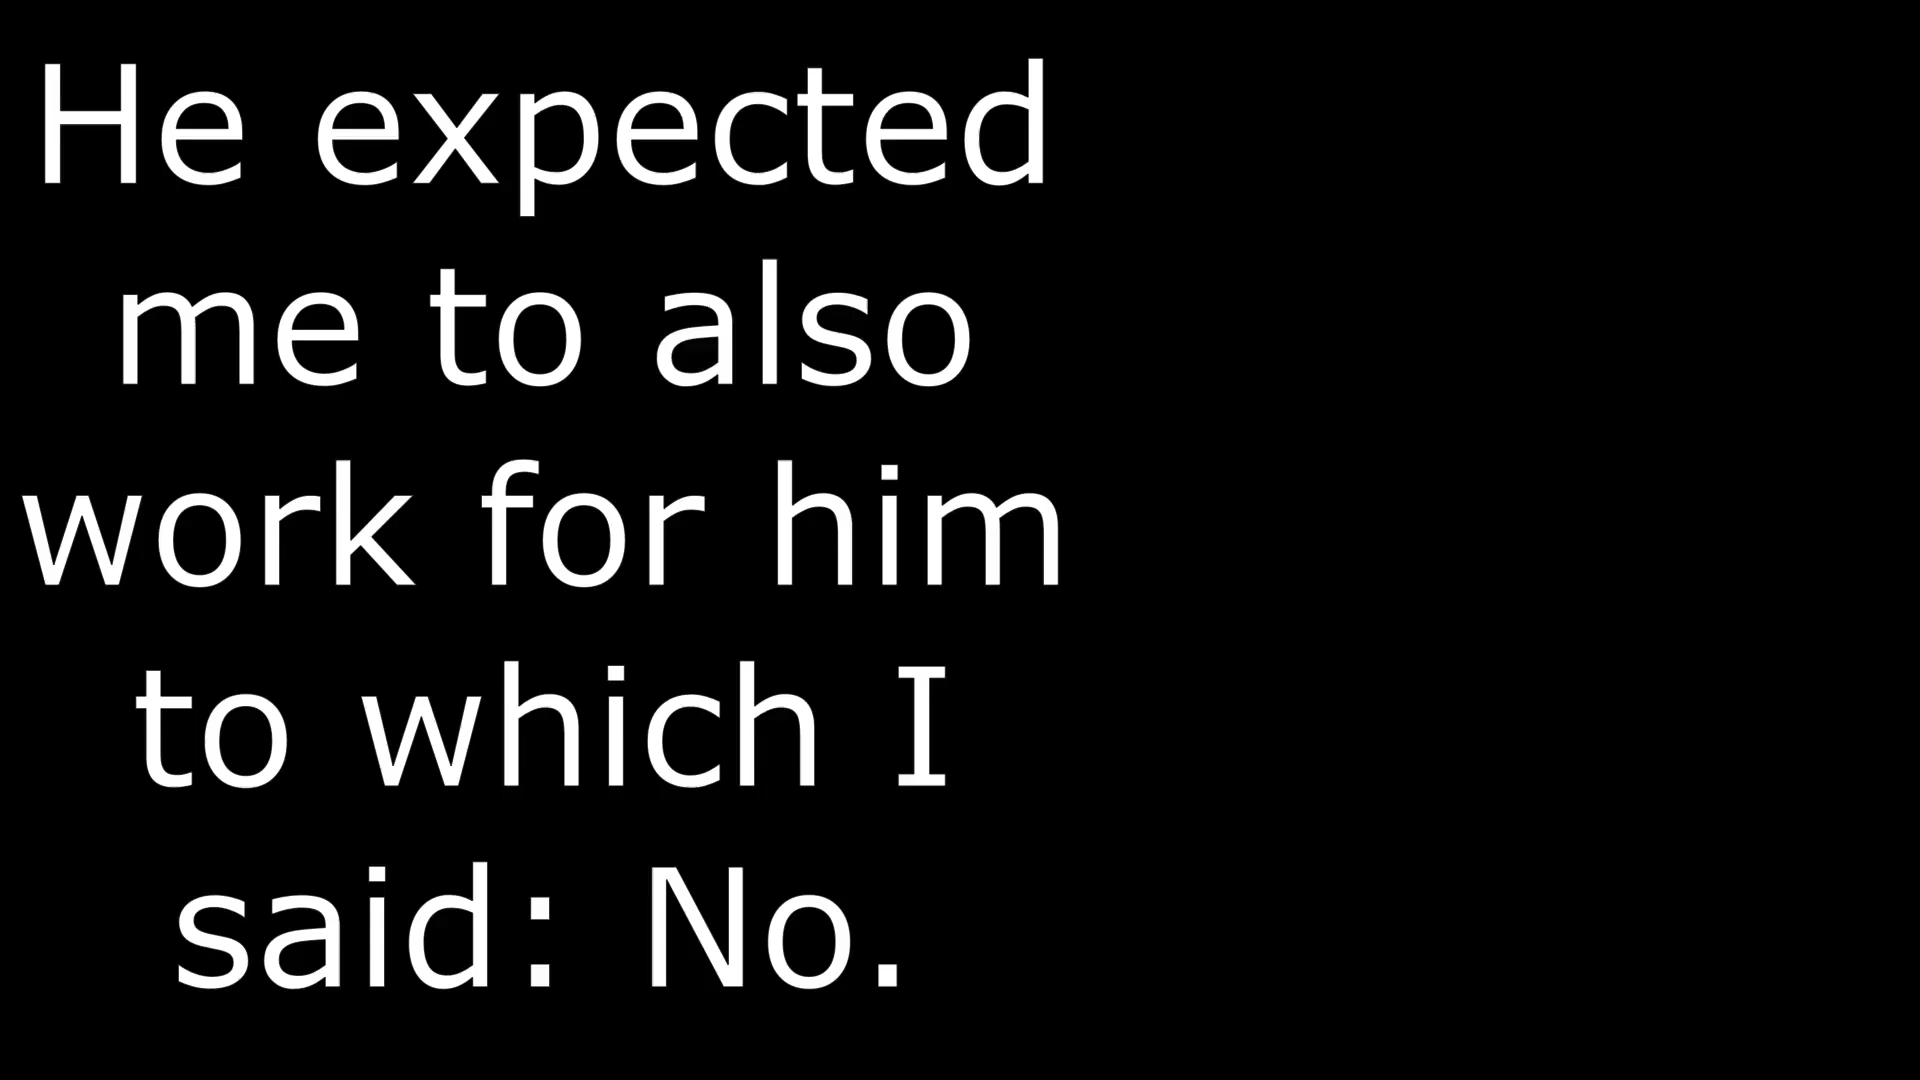 He expected
me to also
work for him
to which I
said: No.